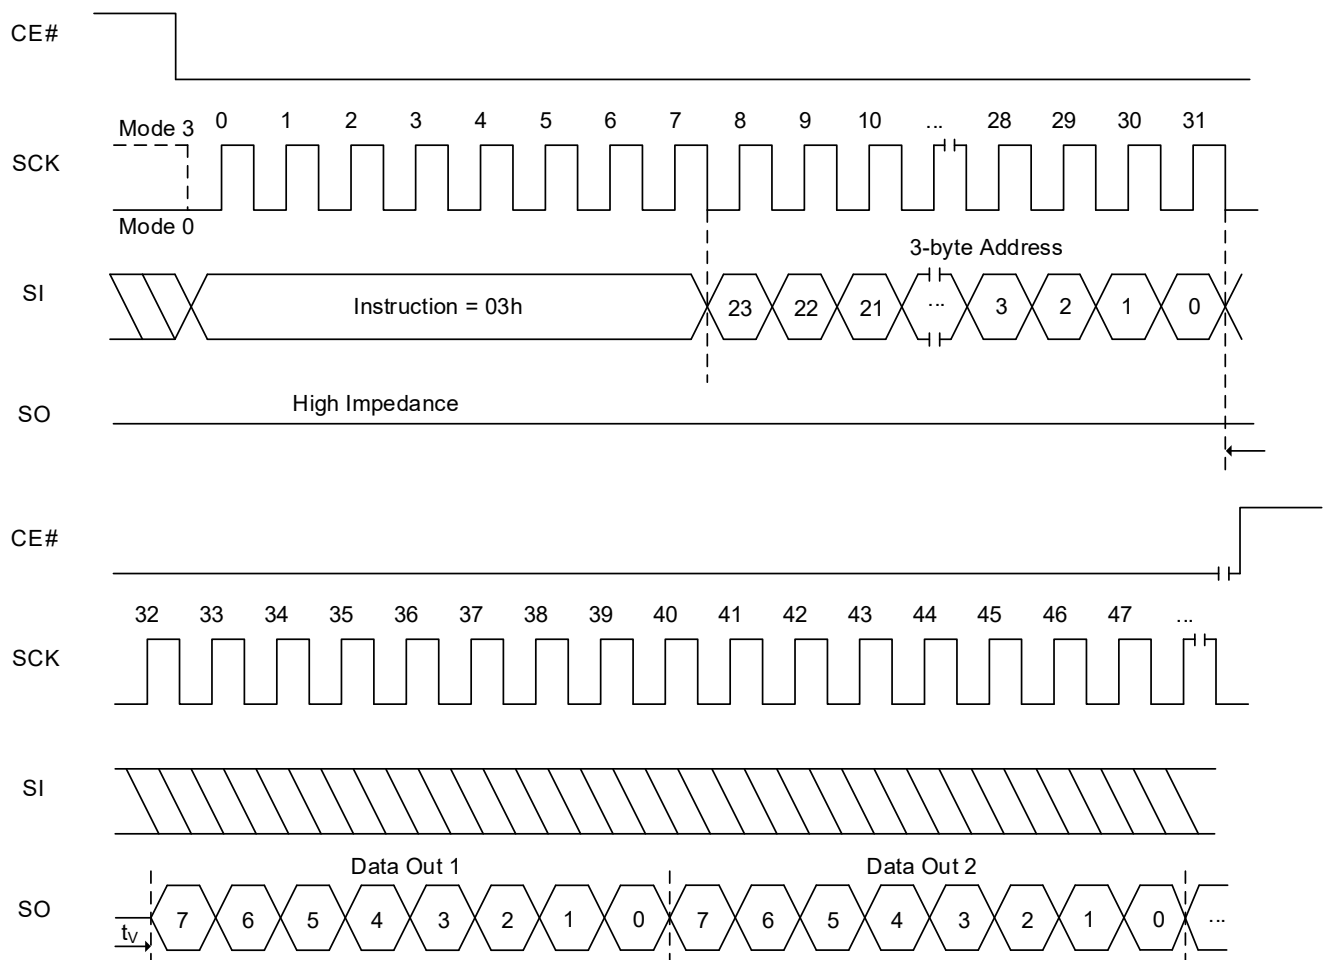 CE#
Mode 3 0 1 2 3 4 5 6 7 8 9 10 ... 28 29 30 31
SCK
Mode 0
3-byte Address
SI Instruction = 03h 23 22 21 ... 3 2 1 0
High Impedance
SO
CE#
32 33 34 35 36 37 38 39 40 41 42 43 44 45 46 47 ...
SCK
SI
Data Out 1 Data Out 2
SO 7 6 5 4 3 2 1 0 7 6 5 4 3 2 1 0 ...
tV